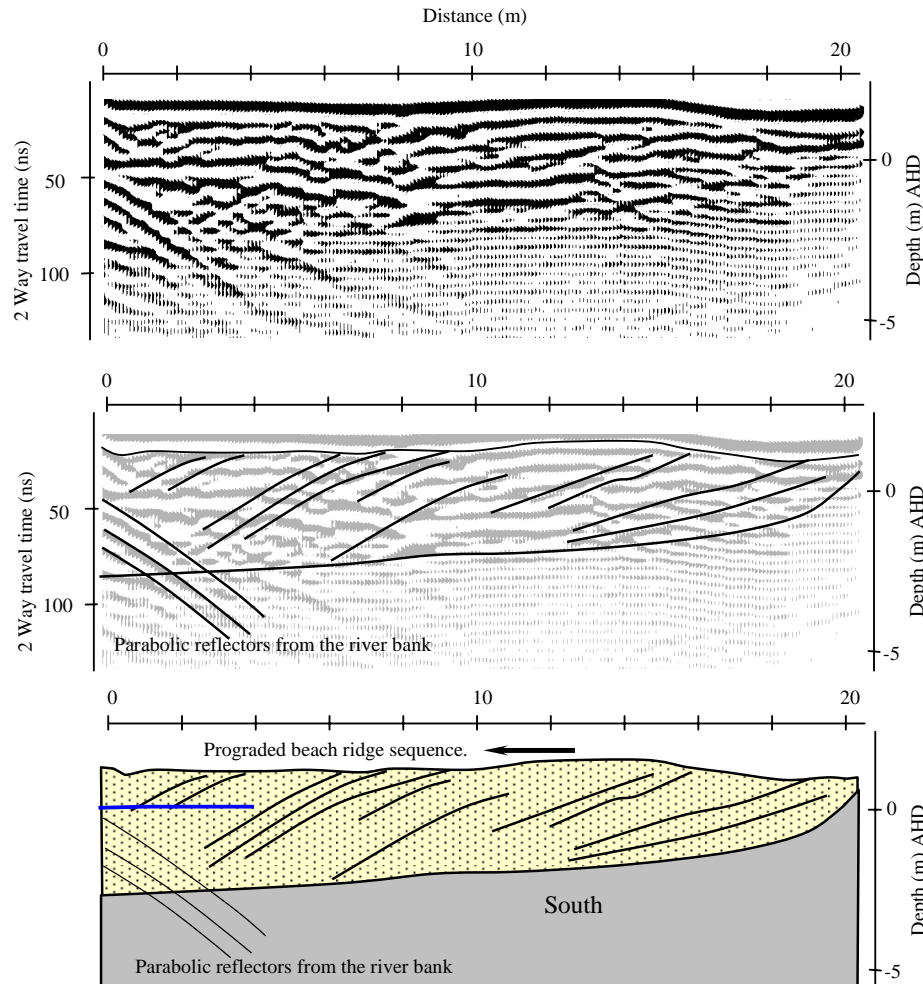 Distance (m)
0 10 20
2 Way travel time (ns)
50
100
Depth (m) AHD
0
-5
0 10 20
2 Way travel time (ns)
50
100
Depth (m) AHD
0
-5
Parabolic reflectors from the river bank
0 10 20
Prograded beach ridge sequence.
Depth (m) AHD
0
-5
South
Parabolic reflectors from the river bank